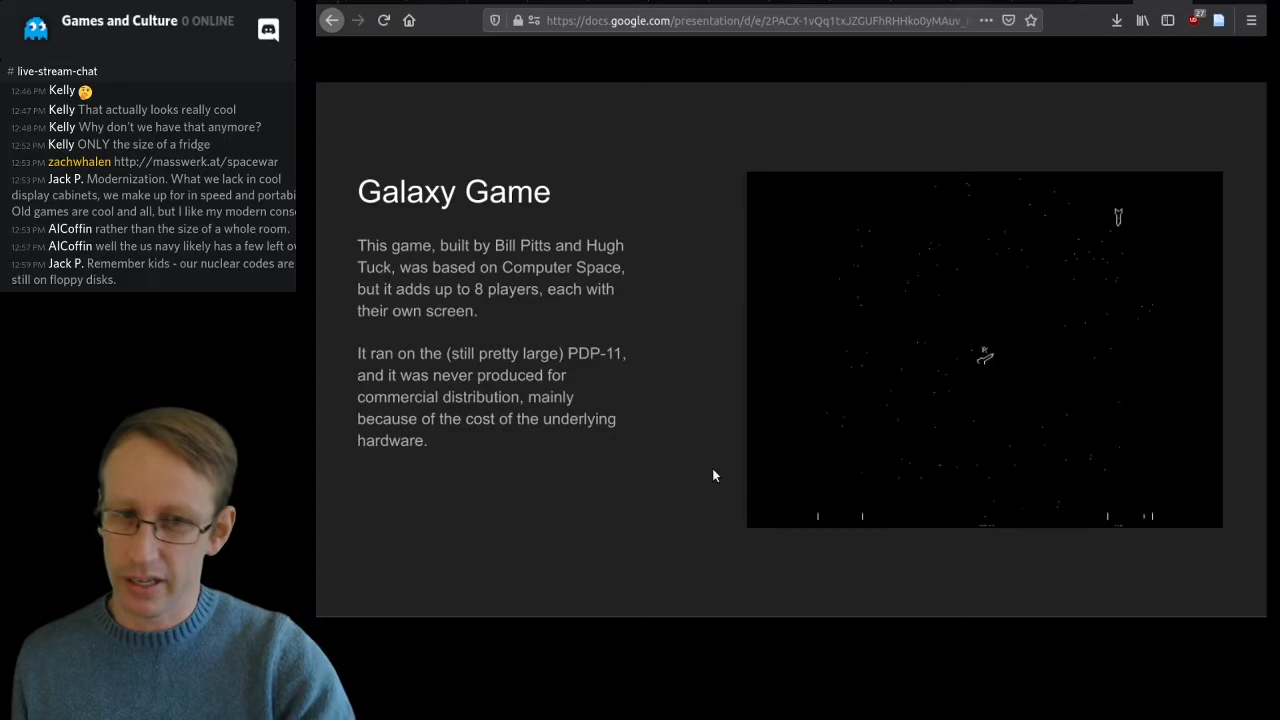 Games and Culture 0 ONLINE
# live-stream-chat
12:46 PM Kelly
12:47 PM Kelly That actually looks really cool
12:48 PM Kelly Why don't we have that anymore?
12:52 PM Kelly ONLY the size of a fridge
12:53 PM zachwhalen http://masswerk.at/spacewar
12:53 PM Jack P. Modernization. What we lack in cool
display cabinets, we make up for in speed and portabi
Old games are cool and all, but I like my modern cons
12:53 PM AlCoffin rather than the size of a whole room.
12:57 PM AlCoffin well the us navy likely has a few left ov
12:59 PM Jack P. Remember kids - our nuclear codes are
still on floppy disks.
https://docs.google.com/presentation/d/e/2PACX-1vQq1txJZGUFhRHHko0yMAuv_
27
Galaxy Game
This game, built by Bill Pitts and Hugh
Tuck, was based on Computer Space,
but it adds up to 8 players, each with
their own screen.
It ran on the (still pretty large) PDP-11,
and it was never produced for
commercial distribution, mainly
because of the cost of the underlying
hardware.